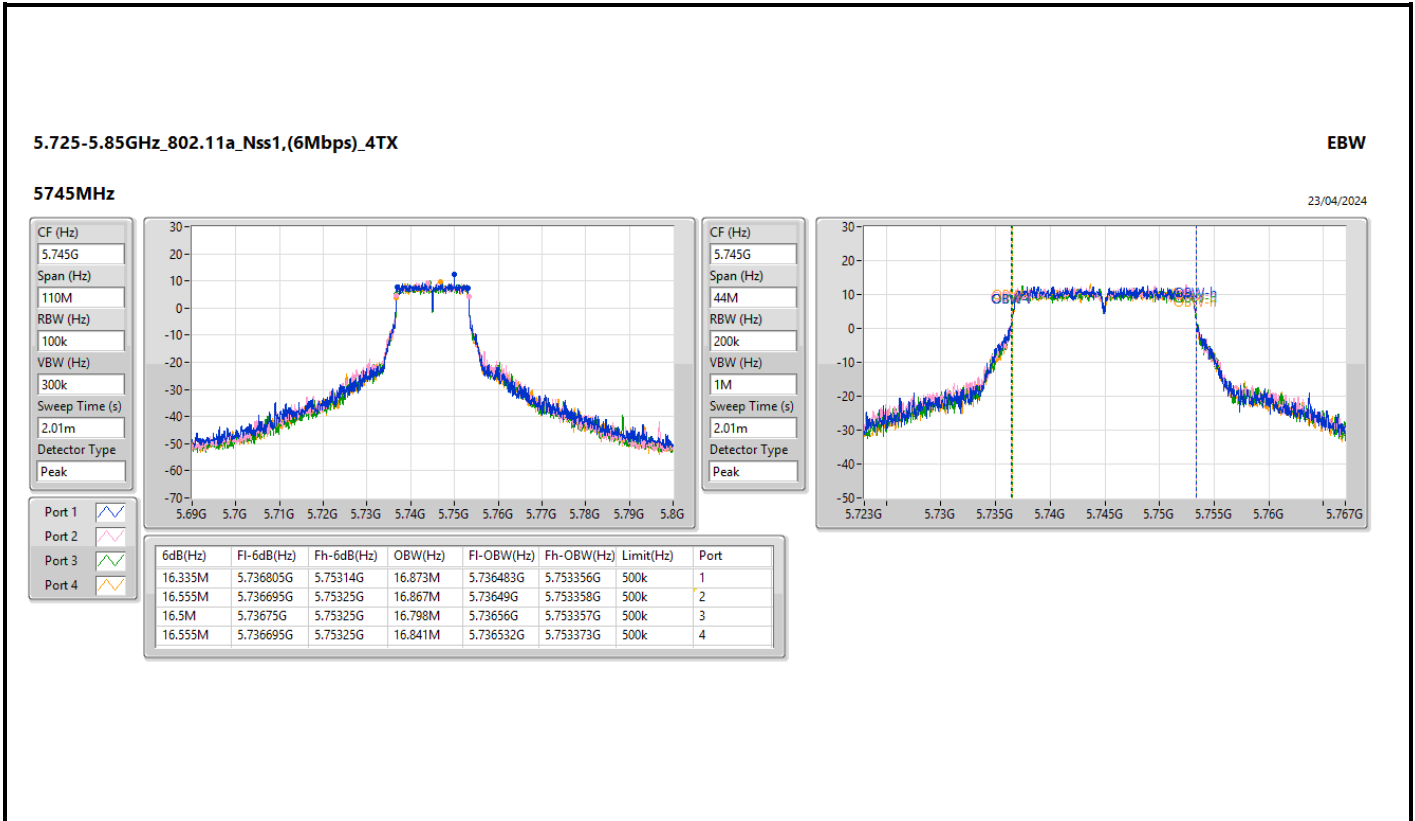 5.725-5.85GHz_802.11a_Nss1,(6Mbps)_4TX
EBW
5745MHz
23/04/2024
CF (Hz)
5.745G
Span (Hz)
110M
RBW (Hz)
100k
VBW (Hz)
300k
Sweep Time (s)
2.01m
Detector Type
Peak
30
20
10
0
-10
-20
-30
-40
-50
-60
-70
5.69G 5.7G 5.71G 5.72G 5.73G 5.74G 5.75G 5.76G 5.77G 5.78G 5.79G 5.8G
CF (Hz)
5.745G
Span (Hz)
44M
RBW (Hz)
200k
VBW (Hz)
1M
Sweep Time (s)
2.01m
Detector Type
Peak
30
20
10
0
-10
-20
-30
-40
-50
OBW-h
5.723G 5.73G 5.735G 5.74G 5.745G 5.75G 5.755G 5.76G 5.767G
Port 1
Port 2
Port 3
Port 4
6dB(Hz) Fl-6dB(Hz) Fh-6dB(Hz) OBW(Hz) Fl-OBW(Hz) Fh-OBW(Hz) Limit(Hz) Port
16.335M 5.736805G 5.75314G 16.873M 5.736483G 5.753356G 500k 1
16.555M 5.736695G 5.75325G 16.867M 5.73649G 5.753358G 500k 2
16.5M 5.73675G 5.75325G 16.798M 5.73656G 5.753357G 500k 3
16.555M 5.736695G 5.75325G 16.841M 5.736532G 5.753373G 500k 4